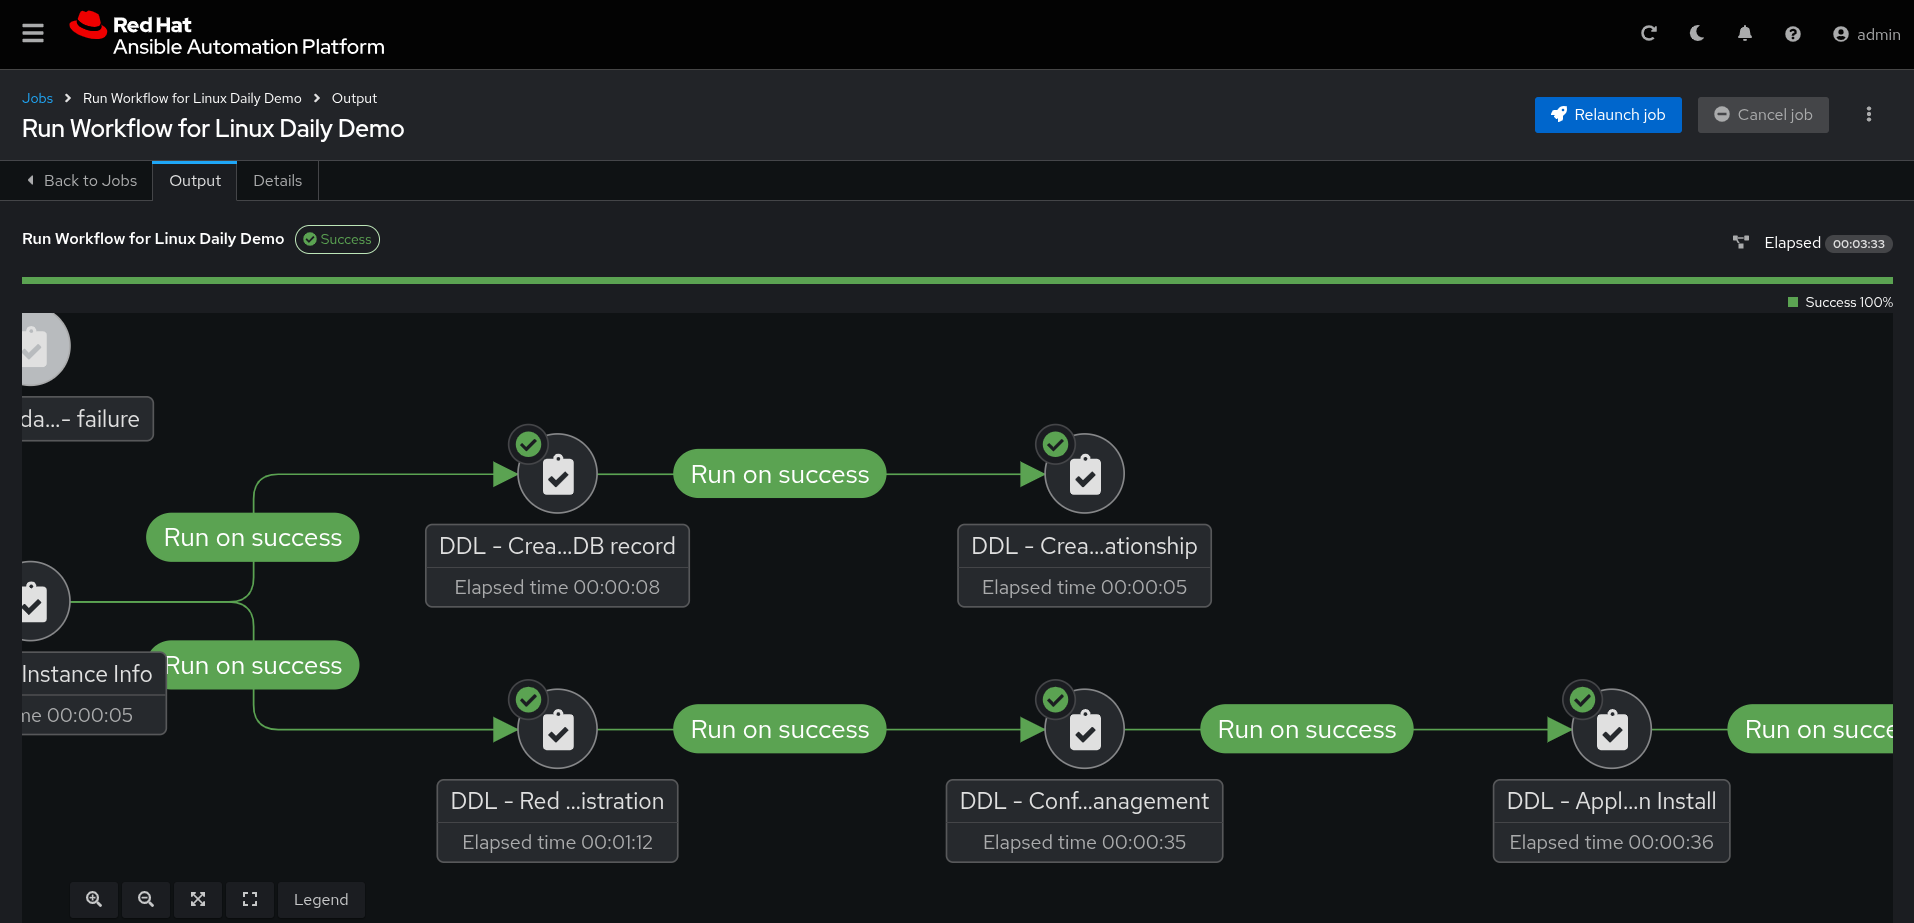 Red Hat
Ansible Automation Platform
admin
Jobs > Run Workflow for Linux Daily Demo > Output
Run Workflow for Linux Daily Demo
Relaunch job
Cancel job
Back to Jobs
Output
Details
Run Workflow for Linux Daily Demo
Success
Elapsed 00:03:33
Success 100%
da...- failure
Run on success
DDL - Crea...DB record
Elapsed time 00:00:08
Run on success
DDL - Crea...ationship
Elapsed time 00:00:05
Instance Info
me 00:00:05
Run on success
DDL - Red ...istration
Elapsed time 00:01:12
Run on success
DDL - Conf...anagement
Elapsed time 00:00:35
Run on success
DDL - Appl...n Install
Elapsed time 00:00:36
Run on succe
Legend